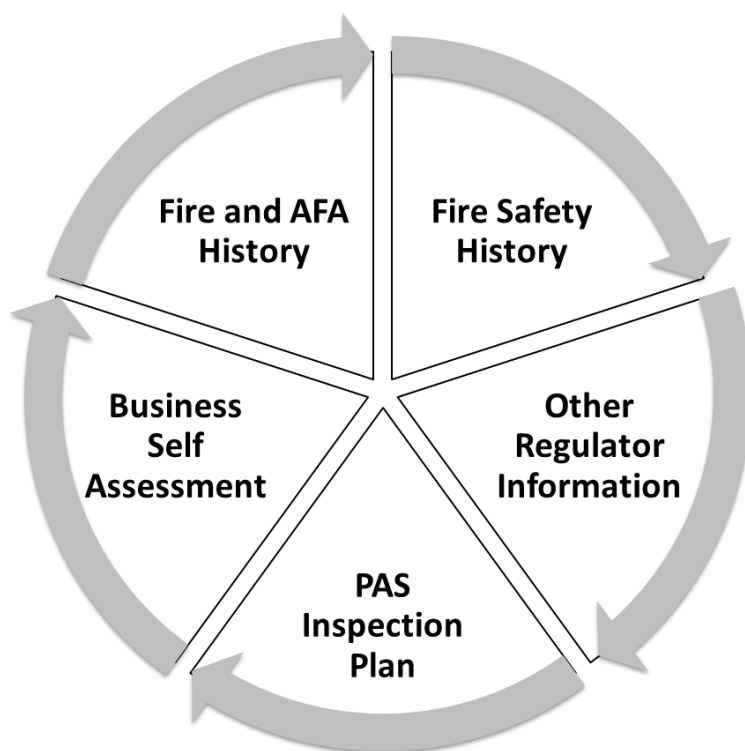 Fire and AFA
History
Fire Safety
History
Other
Regulator
Information
PAS
Inspection
Plan
Business
Self
Assessment